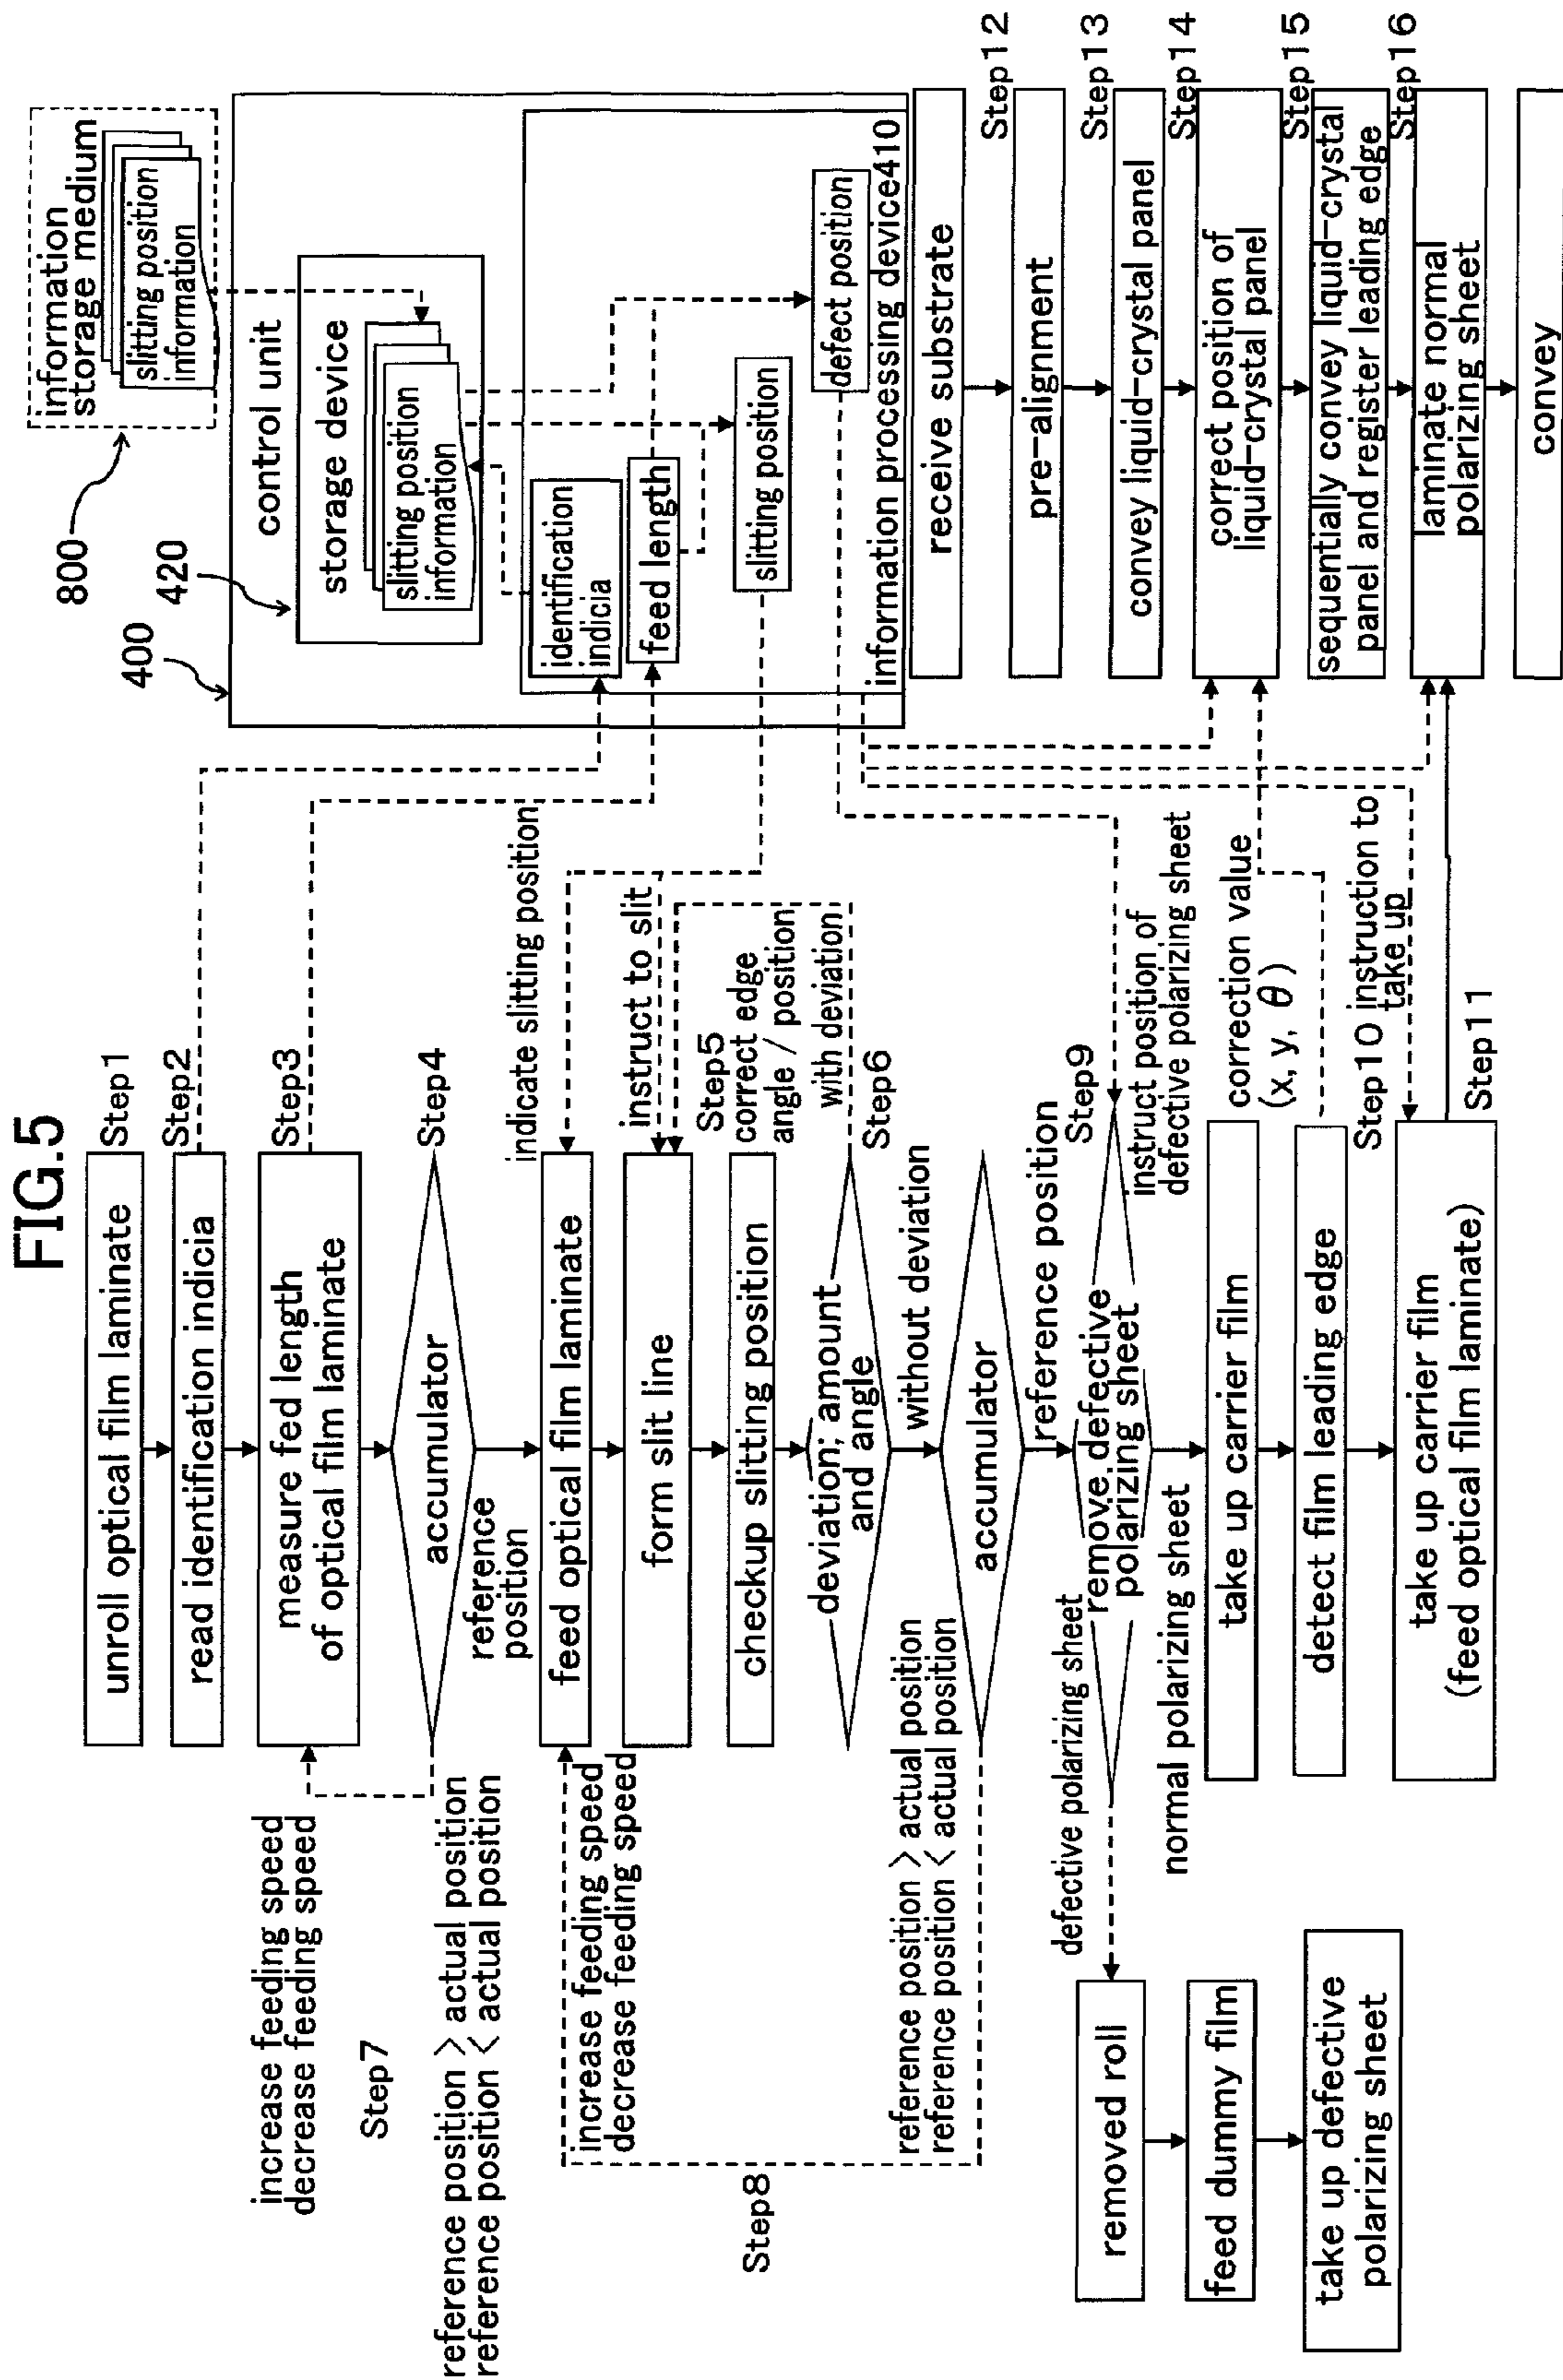 FIG.5
unroll optical film laminate
Step1
read identification indicia
Step2
measure fed length
of optical film laminate
Step3
increase feeding speed
decrease feeding speed
Step7
accumulator
Step4
reference position > actual position
reference position < actual position
reference
position
indicate slitting position
feed optical film laminate
increase feeding speed
decrease feeding speed
Step8
instruct to slit
form slit line
Step5
correct edge
angle / position
checkup slitting position
with deviation
deviation; amount
and angle
Step6
without deviation
reference position > actual position
reference position < actual position
accumulator
reference position
defective polarizing sheet
remove defective
polarizing sheet
Step9
instruct position of
defective polarizing sheet
normal polarizing sheet
removed roll
feed dummy film
take up defective
polarizing sheet
take up carrier film
correction value
(x, y, θ)
detect film leading edge
Step10 instruction to
take up
take up carrier film
(feed optical film laminate)
Step11
800
information
storage medium
slitting position
information
400
420
control unit
storage device
slitting position
information
identification
indicia
feed length
slitting position
defect position
information processing device410
receive substrate
Step12
pre-alignment
Step13
convey liquid-crystal panel
Step14
correct position of
liquid-crystal panel
Step15
sequentially convey liquid-crystal
panel and register leading edge
Step16
laminate normal
polarizing sheet
convey